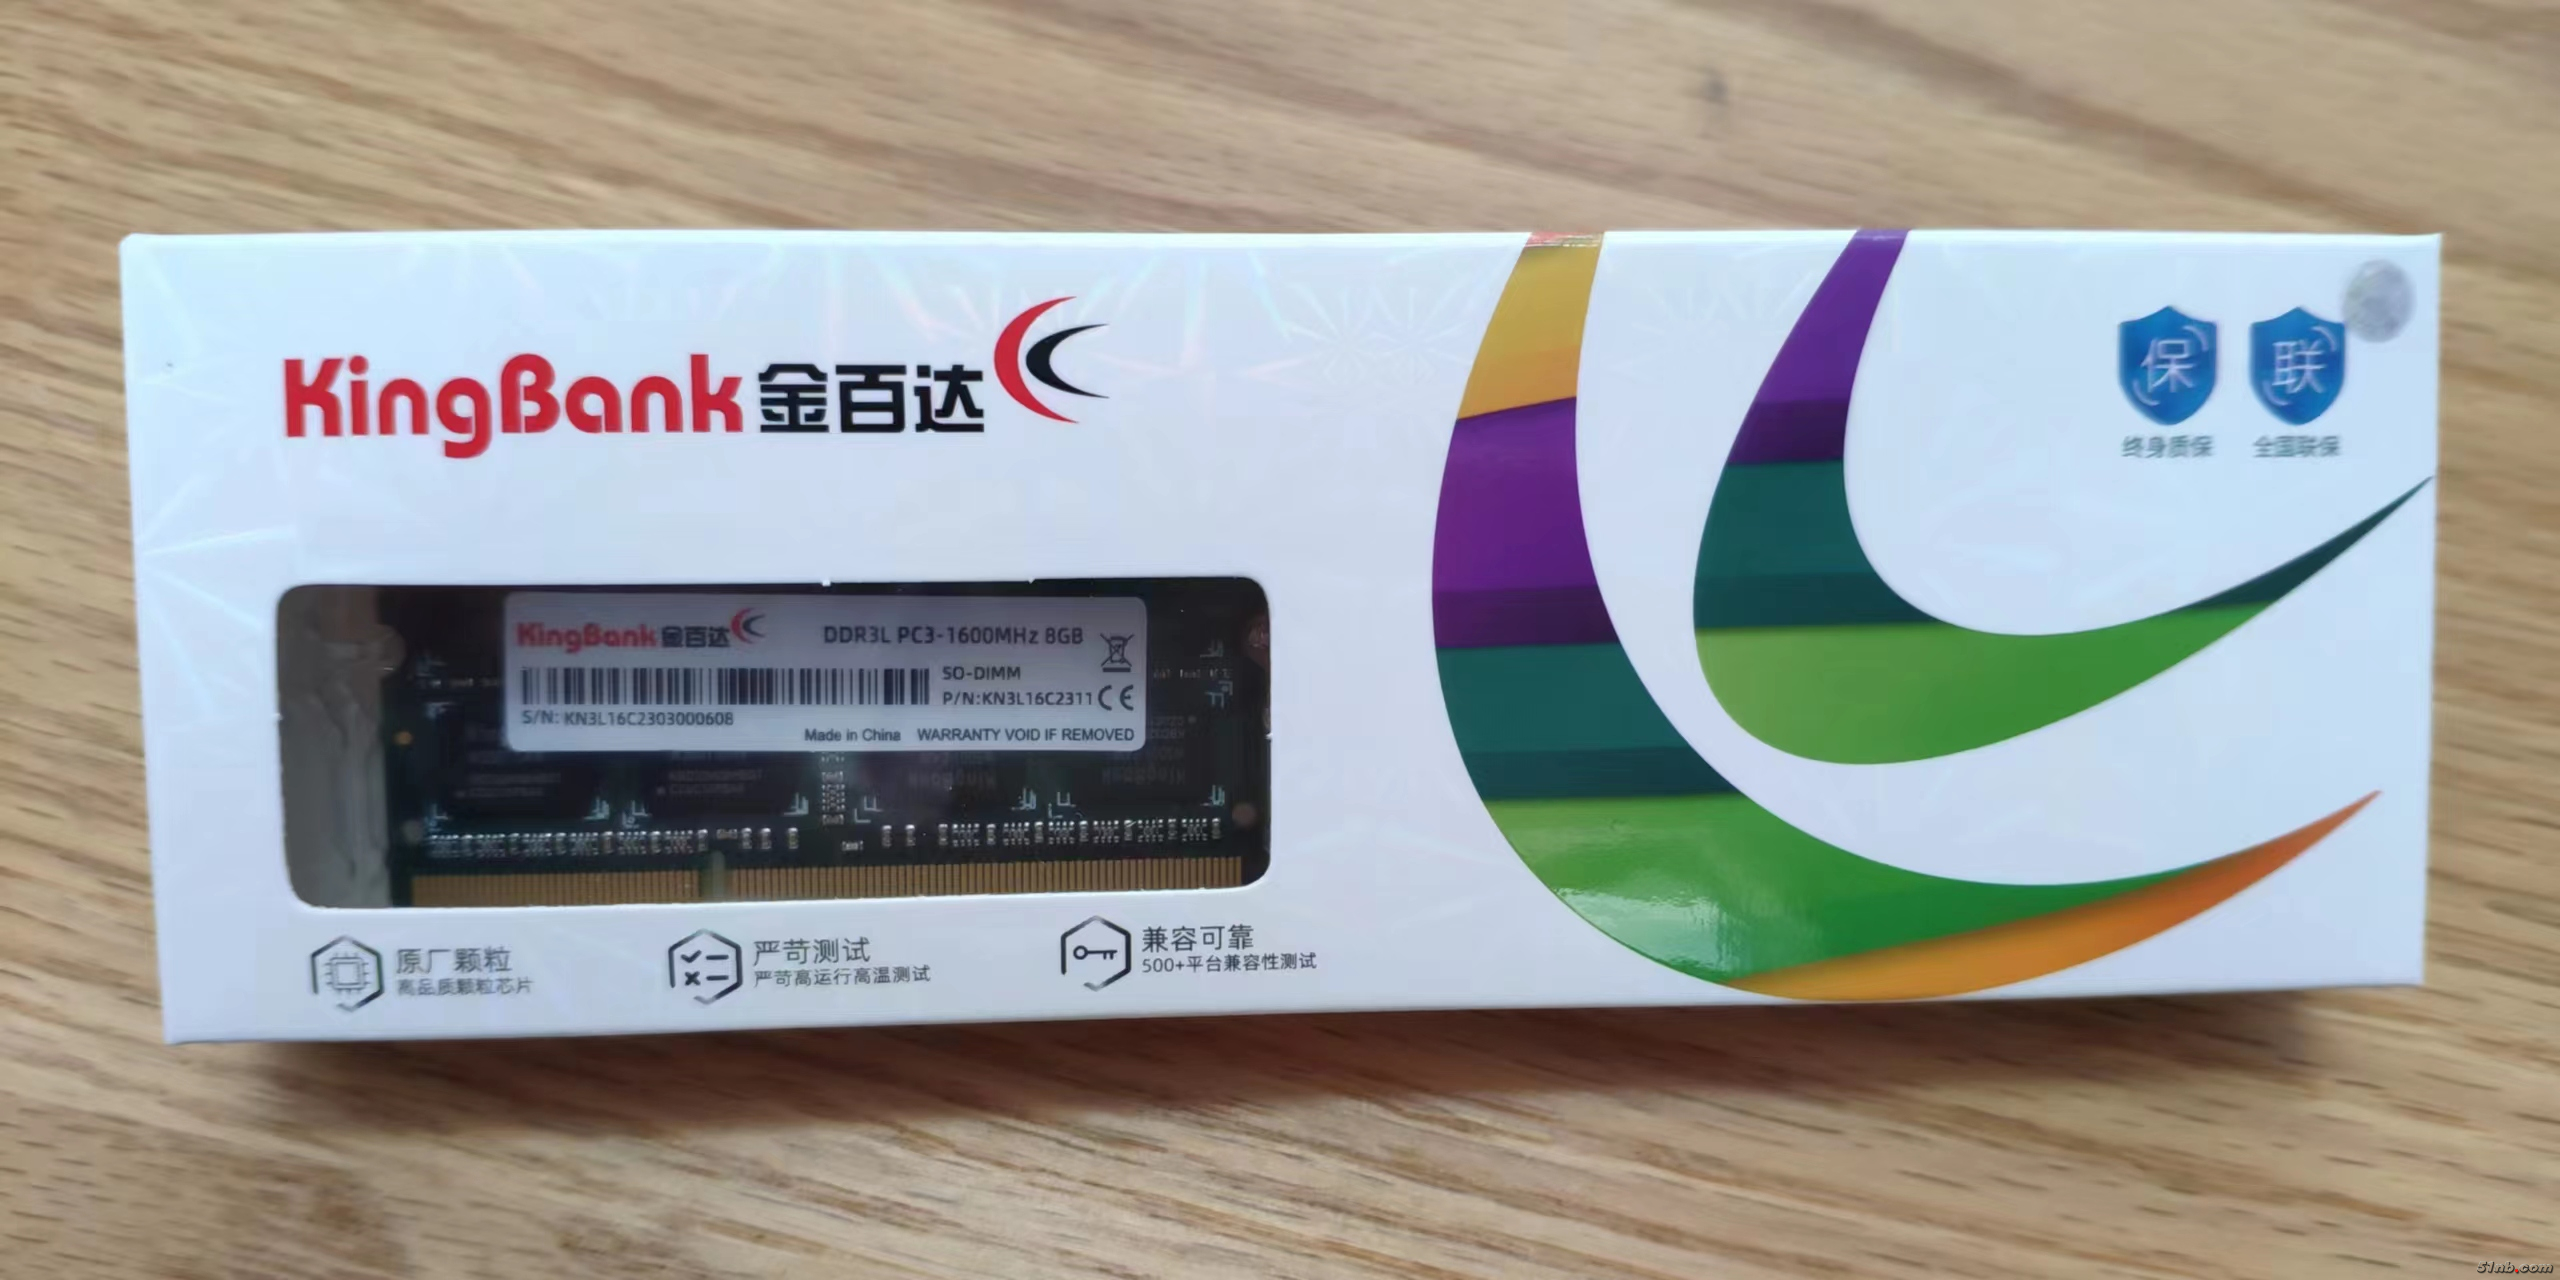 KingBank金百达
保 联
终身质保 全国联保
KingBank金百达 DDR3L PC3-1600MHz 8GB
SO-DIMM
P/N:KN3L16C2311 CE
S/N: KN3L16C2303000608
Made in China WARRANTY VOID IF REMOVED
原厂颗粒
高品质颗粒芯片
严苛测试
严苛高运行高温测试
兼容可靠
500+平台兼容性测试
51nb.com